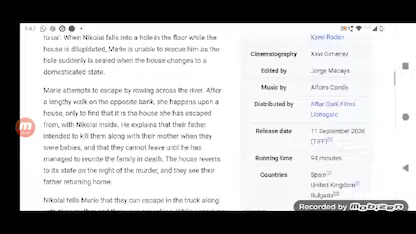 6:47
to us. When Nikolai falls into a hole in the floor while the
house is dilapidated, Marie is unable to rescue him as the
hole suddenly is sealed when the house changes to a
domesticated state.
Marie attempts to escape by rowing across the river. After
a lengthy walk on the opposite bank, she happens upon a
house, only to find that it is the house she has escaped
from, with Nikolai inside. He explains that their father
intended to kill them along with their mother when they
were babies, and that they cannot leave until he has
managed to reunite the family in death. The house reverts
to its state on the night of the murder, and they see their
father returning home.
Nikolai tells Marie that they can escape in the truck along
Karel Roden
Cinematography Xavi Giménez
Edited by Jorge Macaya
Music by Alfons Conde
Distributed by After Dark Films
Lionsgate
Release date 11 September 2006
(TIFF)[1]
Running time 94 minutes
Countries Spain
United Kingdom
Bulgaria
Recorded by
MOBIZEN